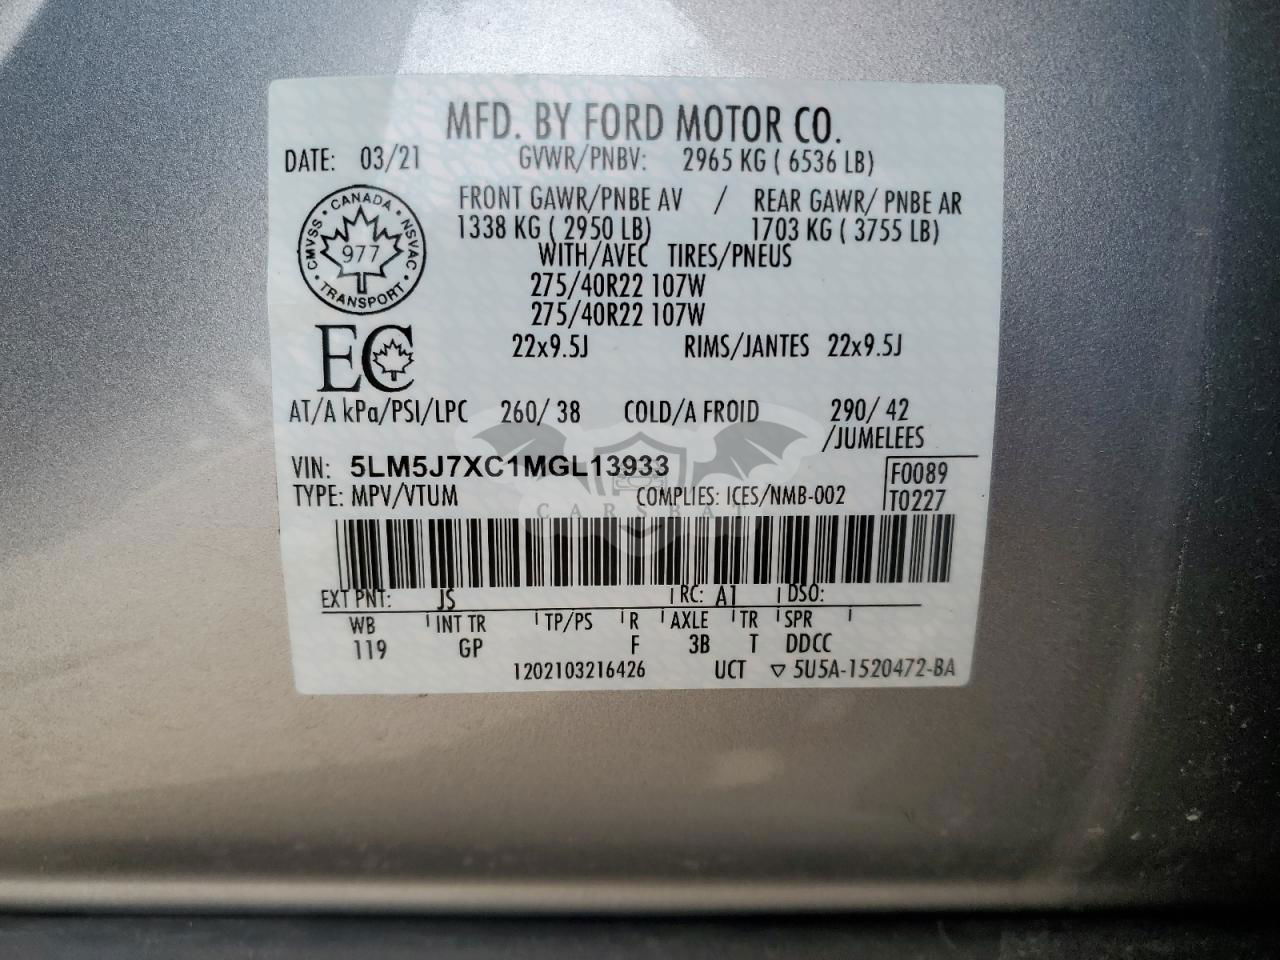 MFD. BY FORD MOTOR CO.
DATE: 03/21 GVWR/PNBV: 2965 KG ( 6536 LB)
FRONT GAWR/PNBE AV / REAR GAWR/ PNBE AR
1338 KG ( 2950 LB) 1703 KG ( 3755 LB)
WITH/AVEC TIRES/PNEUS
275/40R22 107W
275/40R22 107W
CANADA
CMVSS · NSVAC
977
TRANSPORT
EC
22x9.5J RIMS/JANTES 22x9.5J
AT/A kPa/PSI/LPC 260/ 38 COLD/A FROID 290/ 42
/JUMELEES
VIN: 5LM5J7XC1MGL13933 F0089
TYPE: MPV/VTUM COMPLIES: ICES/NMB-002 T0227
CARSBAT
EXT PNT: JS RC: A1 DSO:
WB INT TR TP/PS R AXLE TR SPR
119 GP F 3B T DDCC
1202103216426 UCT ▽ 5U5A-1520472-BA